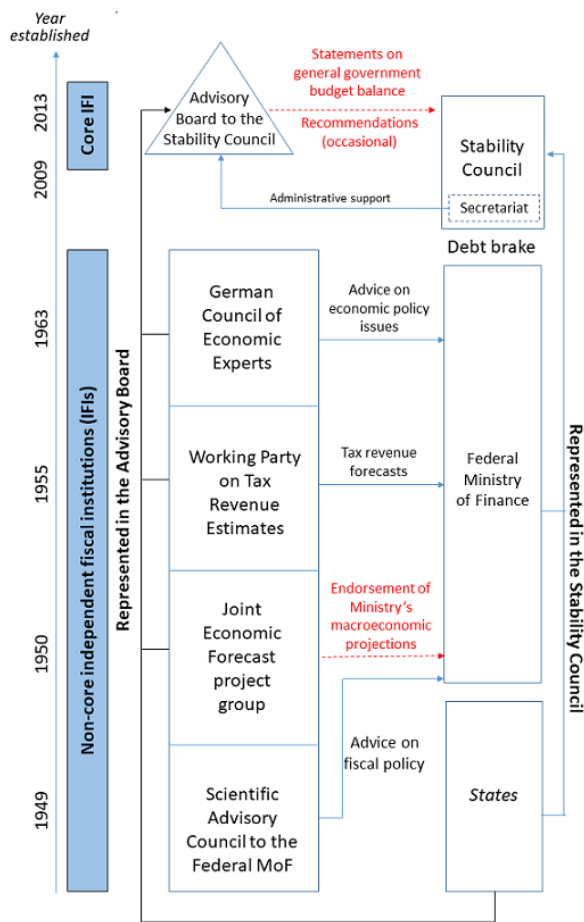 Year
established
2013
2009
1963
1955
1950
1949
Core IFI
Non-core independent fiscal institutions (IFIs)
Represented in the Advisory Board
Advisory
Board to the
Stability Council
Statements on
general government
budget balance
Recommendations
(occasional)
Stability
Council
Secretariat
Administrative support
Debt brake
German
Council of
Economic
Experts
Advice on
economic policy
issues
Working Party
on Tax
Revenue
Estimates
Tax revenue
forecasts
Federal
Ministry
of Finance
Joint
Economic
Forecast
project
group
Endorsement of
Ministry's
macroeconomic
projections
Scientific
Advisory
Council to the
Federal MoF
Advice on
fiscal policy
States
Represented in the Stability Council